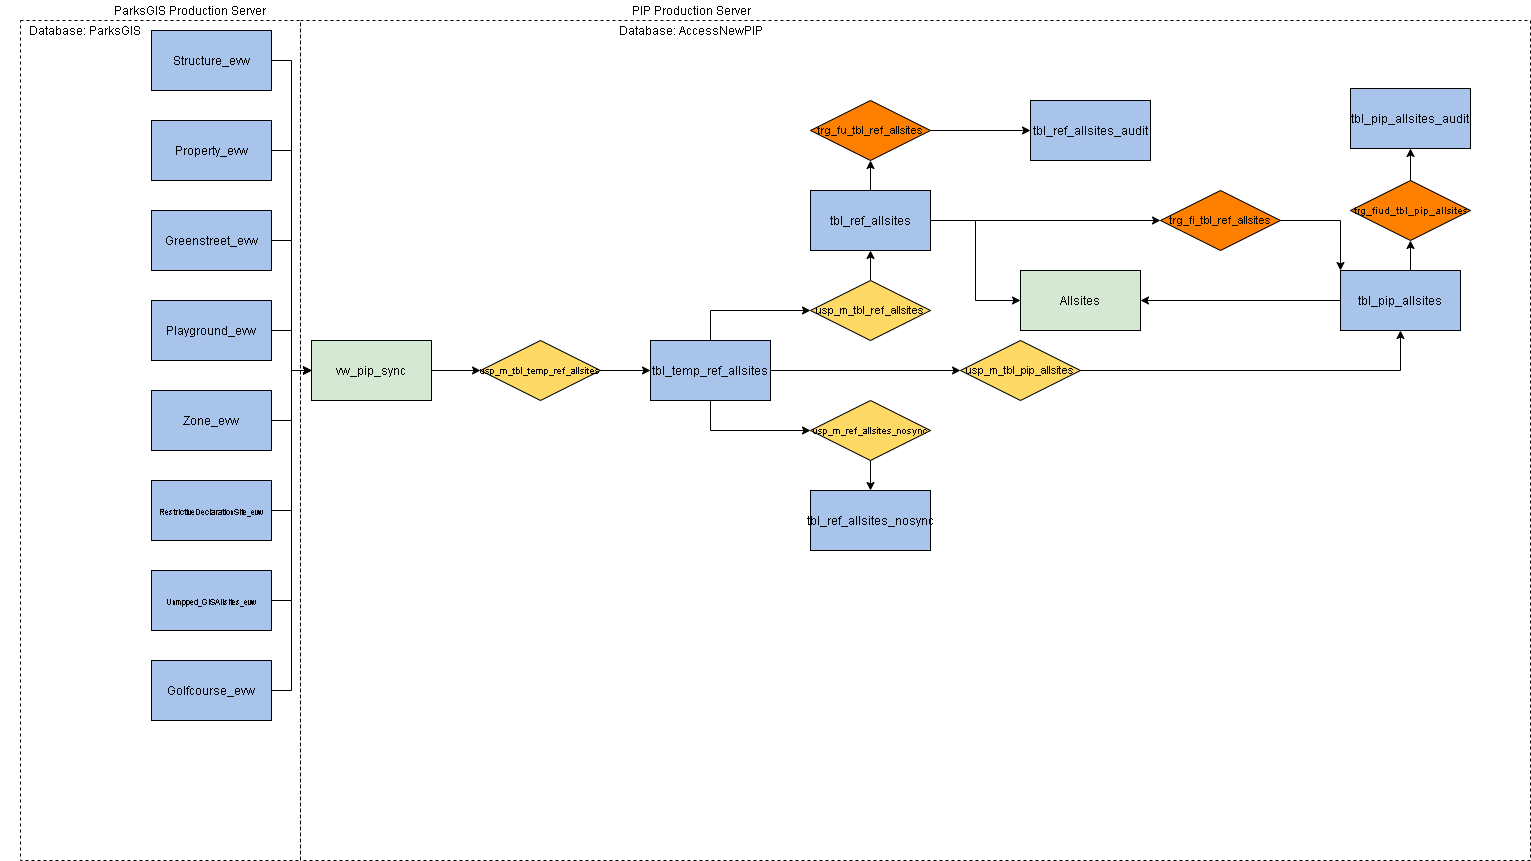 ParksGIS Production Server
PIP Production Server
Database: ParksGIS
Database: AccessNewPIP
Structure_evw
Property_evw
Greenstreet_evw
Playground_evw
Zone_evw
RestrictiveDeclarationSite_evw
Unmpped_GISAllsites_evw
Golfcourse_evw
vw_pip_sync
usp_m_tbl_temp_ref_allsites
tbl_temp_ref_allsites
trg_fu_tbl_ref_allsites
tbl_ref_allsites_audit
tbl_ref_allsites
usp_m_tbl_ref_allsites
usp_m_ref_allsites_nosync
tbl_ref_allsites_nosync
trg_fi_tbl_ref_allsites
Allsites
usp_m_tbl_pip_allsites
tbl_pip_allsites_audit
trg_fiud_tbl_pip_allsites
tbl_pip_allsites